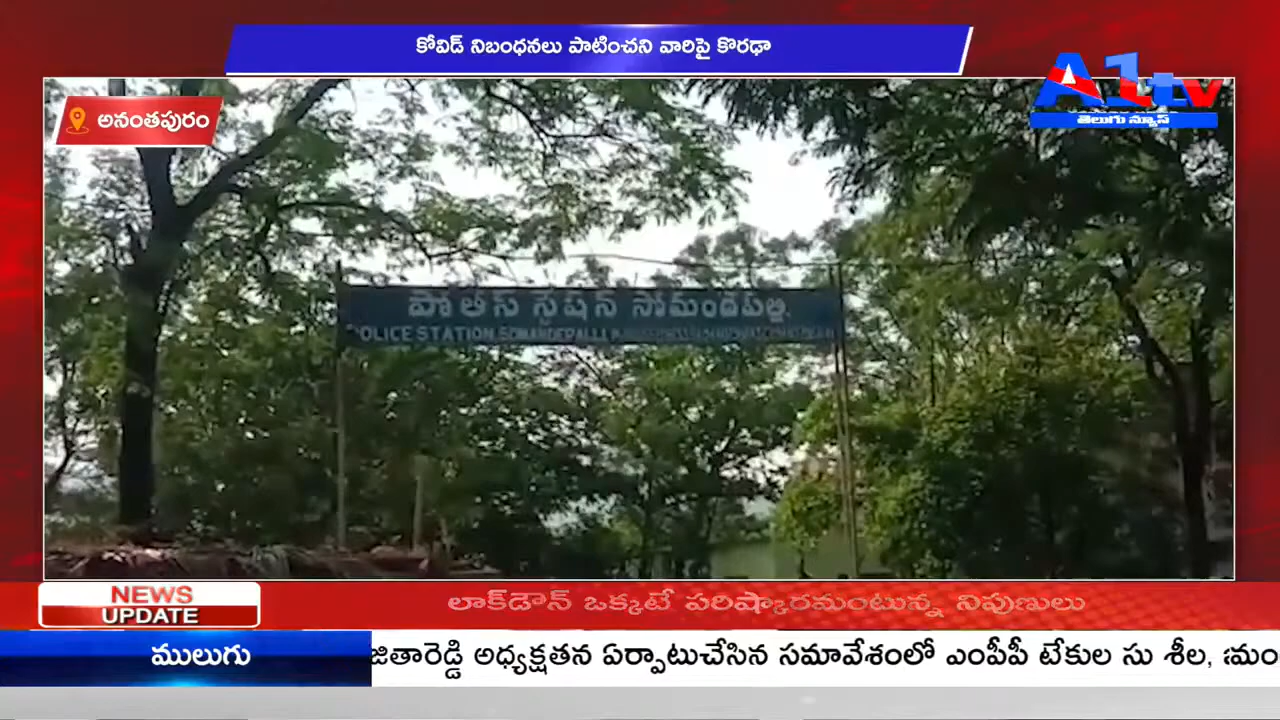 కోవిడ్ నిబంధనలు పాటించని వారిపై కొరఢా
అనంతపురం
A1tv
తెలుగు న్యూస్
పోలీస్ స్టేషన్ సోమందేపల్లి
POLICE STATION, SOMANDEPALLI
NEWS
UPDATE
లాక్‌డౌన్ ఒక్కటే పరిష్కారమంటున్న నిపుణులు
ములుగు
జితారెడ్డి అధ్యక్షతన ఏర్పాటుచేసిన సమావేశంలో ఎంపీపీ టేకుల సు శీల,